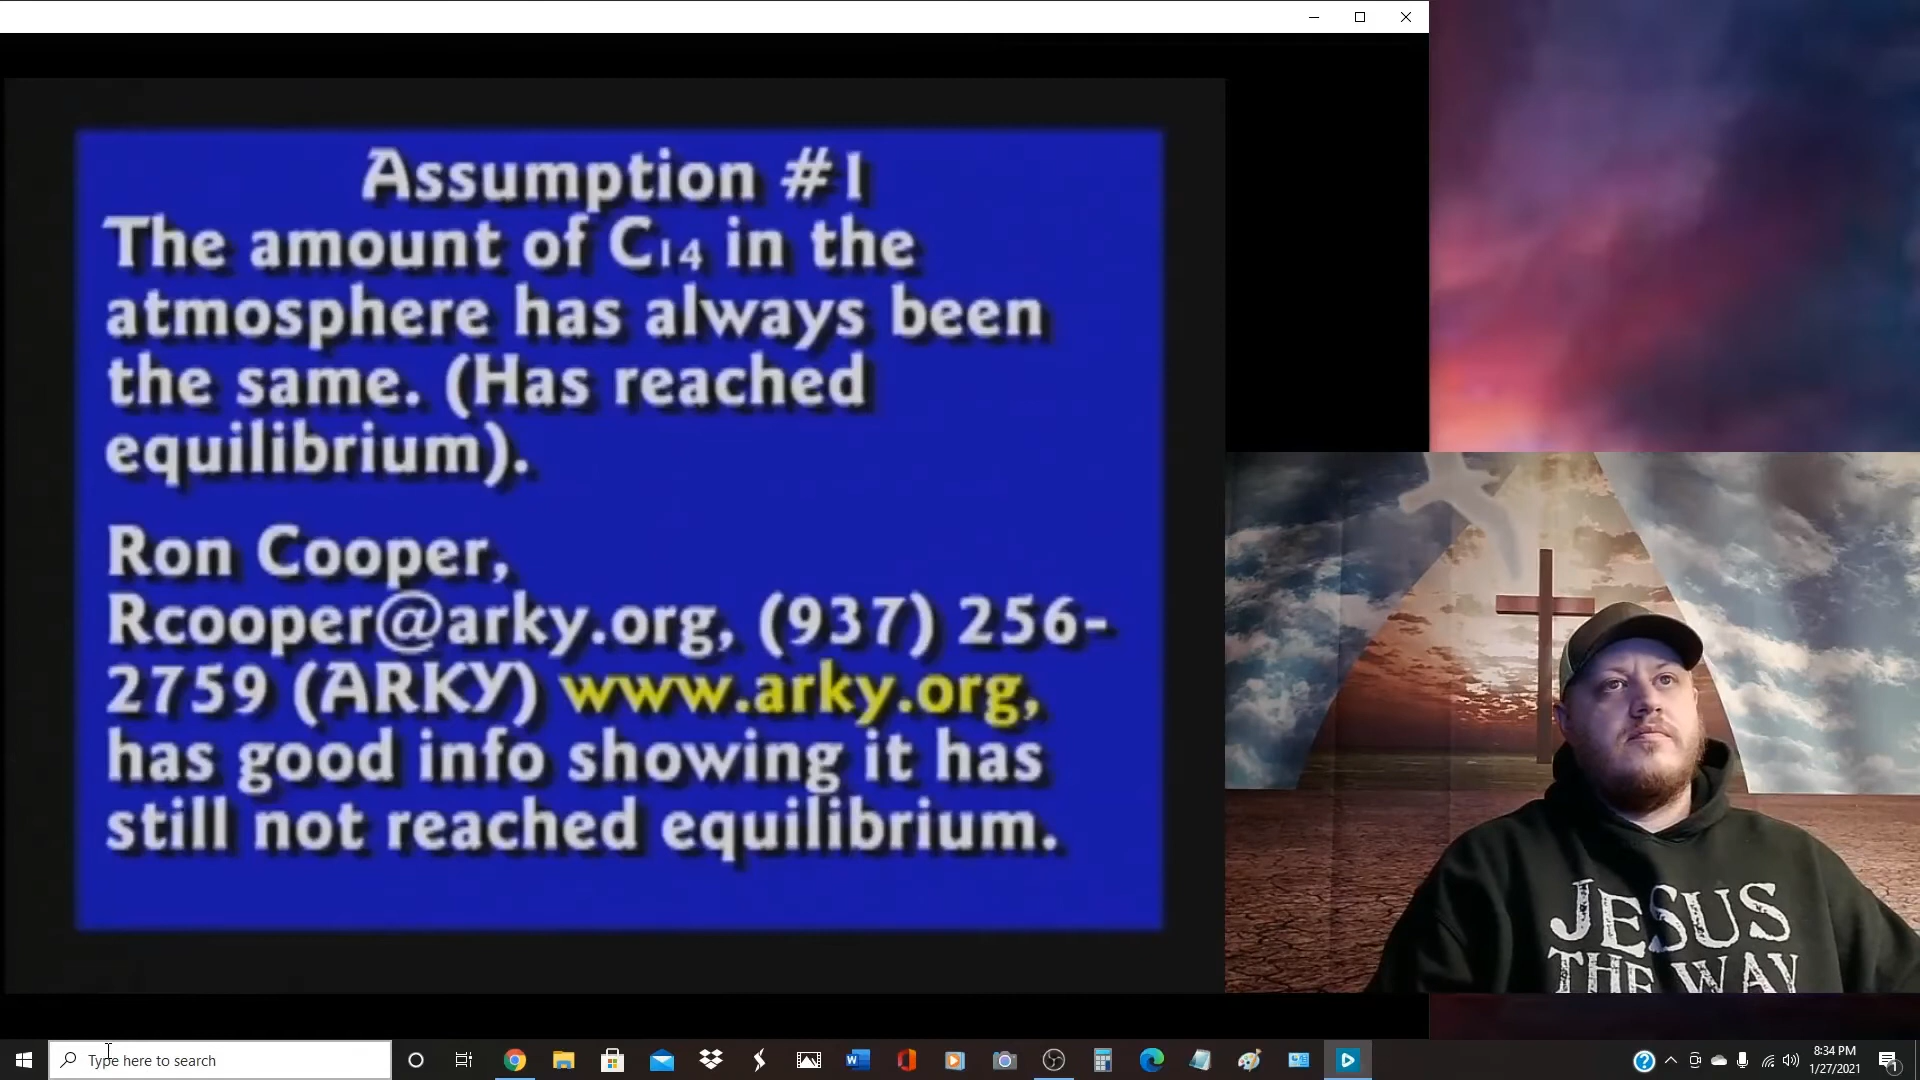 Assumption #1
The amount of C14 in the
atmosphere has always been
the same. (Has reached
equilibrium).
Ron Cooper,
Rcooper@arky.org, (937) 256-
2759 (ARKY) www.arky.org,
has good info showing it has
still not reached equilibrium.
JESUS
THE WAY
Type here to search
8:34 PM
1/27/2021
1